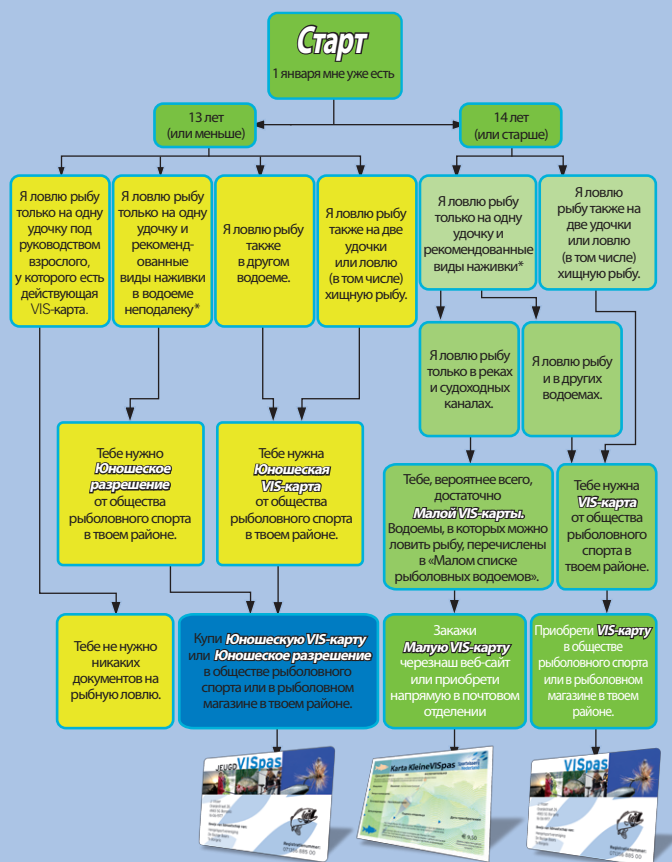 Старт
1 января мне уже есть
13 лет
(или меньше)
14 лет
(или старше)
Я ловлю рыбу
только на одну
удочку под
руководством
взрослого,
у которого есть
действующая
VIS-карта.
Я ловлю рыбу
только на одну
удочку и
рекоменд-
ованные
виды наживки
в водоеме
неподалеку*
Я ловлю рыбу
также
в другом
водоеме.
Я ловлю рыбу
также на две
удочки
или ловлю
(в том числе)
хищную рыбу.
Я ловлю рыбу
только на одну
удочку и
рекомендованные
виды наживки*
Я ловлю
рыбу также на
две удочки
или ловлю
(в том числе)
хищную рыбу.
Я ловлю рыбу
только в реках
и судоходных
каналах.
Я ловлю рыбу
и в других
водоемах.
Тебе нужно
Юношеское
разрешение
от общества
рыболовного спорта
в твоем районе.
Тебе нужна
Юношеская
VIS-карта
от общества
рыболовного спорта
в твоем районе.
Тебе, вероятнее всего,
достаточно
Малой VIS-карты.
Водоемы, в которых можно
ловить рыбу, перечислены
в «Малом списке
рыболовных водоемов».
Тебе нужна
VIS-карта
от общества
рыболовного
спорта в
твоем районе.
Тебе не нужно
никаких
документов на
рыбную ловлю.
Купи Юношескую VIS-карту
или Юношеское разрешение
в обществе рыболовного
спорта или в рыболовном
магазине в твоем районе.
Закажи
Малую VIS-карту
черезнаш веб-сайт
или приобрети
напрямую в почтовом
отделении
Приобрети VIS-карту
в обществе
рыболовного спорта
или в рыболовном
магазине в твоем
районе.
JEUGDVISpas
Karta KleineVISpas
VISpas